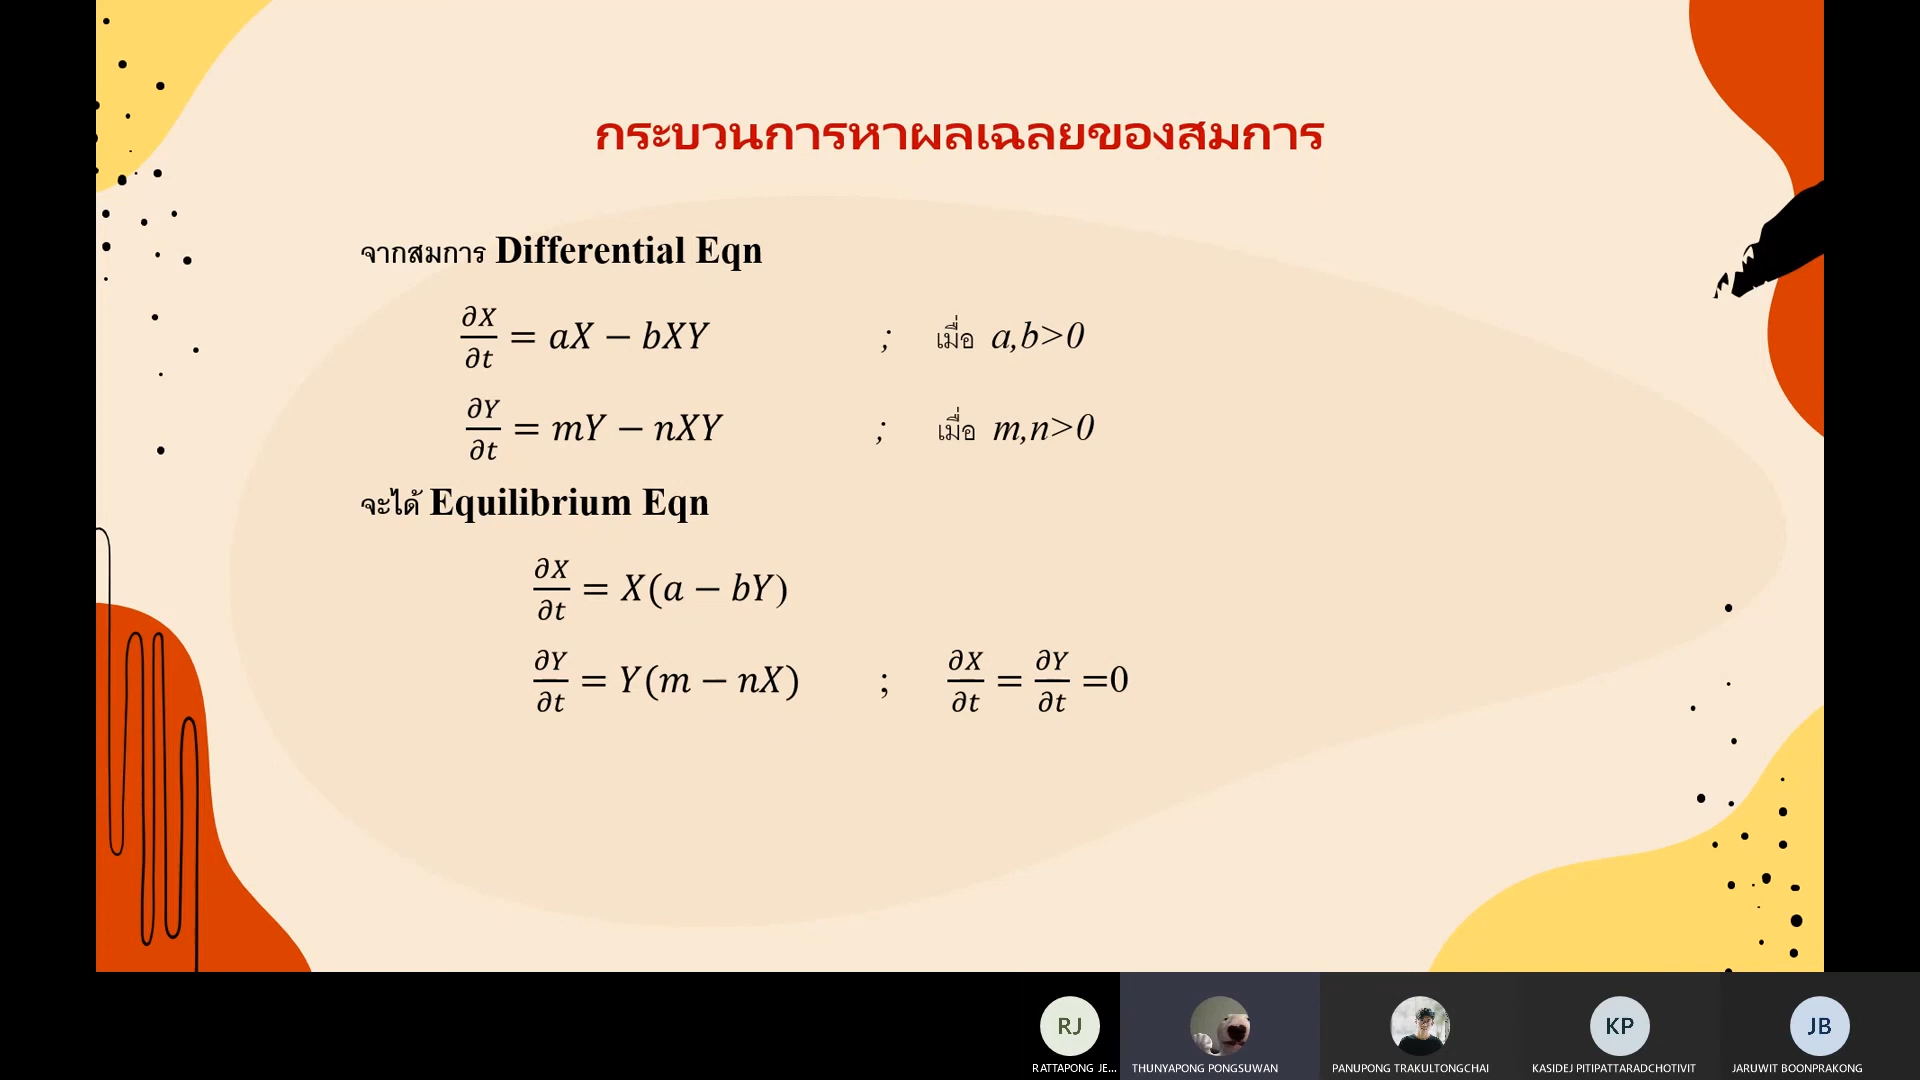 กระบวนการหาผลเฉลยของสมการ
จากสมการ Differential Eqn
∂X/∂t = aX − bXY ; เมื่อ a,b>0
∂Y/∂t = mY − nXY ; เมื่อ m,n>0
จะได้ Equilibrium Eqn
∂X/∂t = X(a − bY)
∂Y/∂t = Y(m − nX) ; ∂X/∂t = ∂Y/∂t =0
RJ KP JB
RATTAPONG JE... THUNYAPONG PONGSUWAN PANUPONG TRAKULTONGCHAI KASIDEJ PITIPATTARADCHOTIVIT JARUWIT BOONPRAKONG